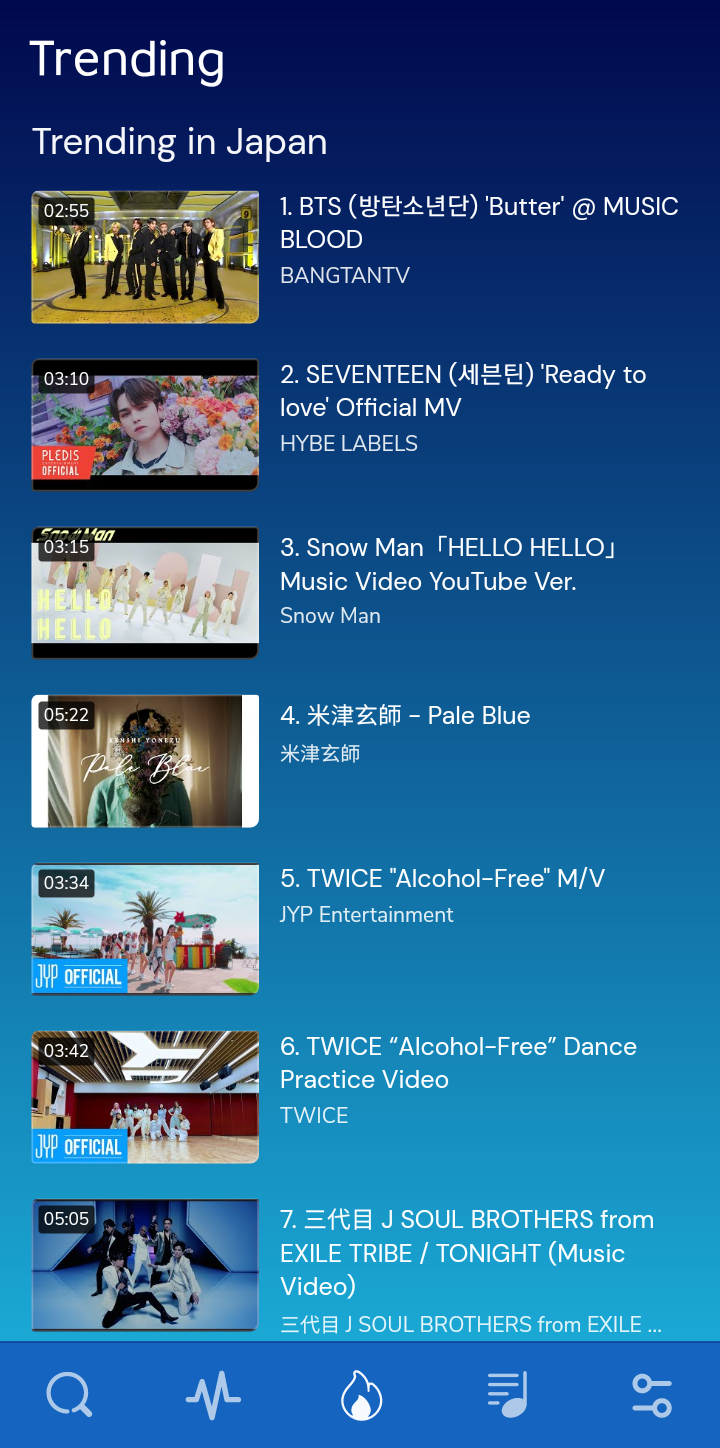 Trending
Trending in Japan
02:55
1. BTS (방탄소년단) 'Butter' @ MUSIC
BLOOD
BANGTANTV
03:10
PLEDIS
ENTERTAINMENT
OFFICIAL
2. SEVENTEEN (세븐틴) 'Ready to
love' Official MV
HYBE LABELS
Snow Man
03:15
HELLO
HELLO
3. Snow Man「HELLO HELLO」
Music Video YouTube Ver.
Snow Man
05:22
KENSHI YONEZU
Pale Blue
4. 米津玄師 - Pale Blue
米津玄師
03:34
JYP OFFICIAL
5. TWICE "Alcohol-Free" M/V
JYP Entertainment
03:42
JYP OFFICIAL
6. TWICE “Alcohol-Free” Dance
Practice Video
TWICE
05:05
7. 三代目 J SOUL BROTHERS from
EXILE TRIBE / TONIGHT (Music
Video)
三代目 J SOUL BROTHERS from EXILE ...